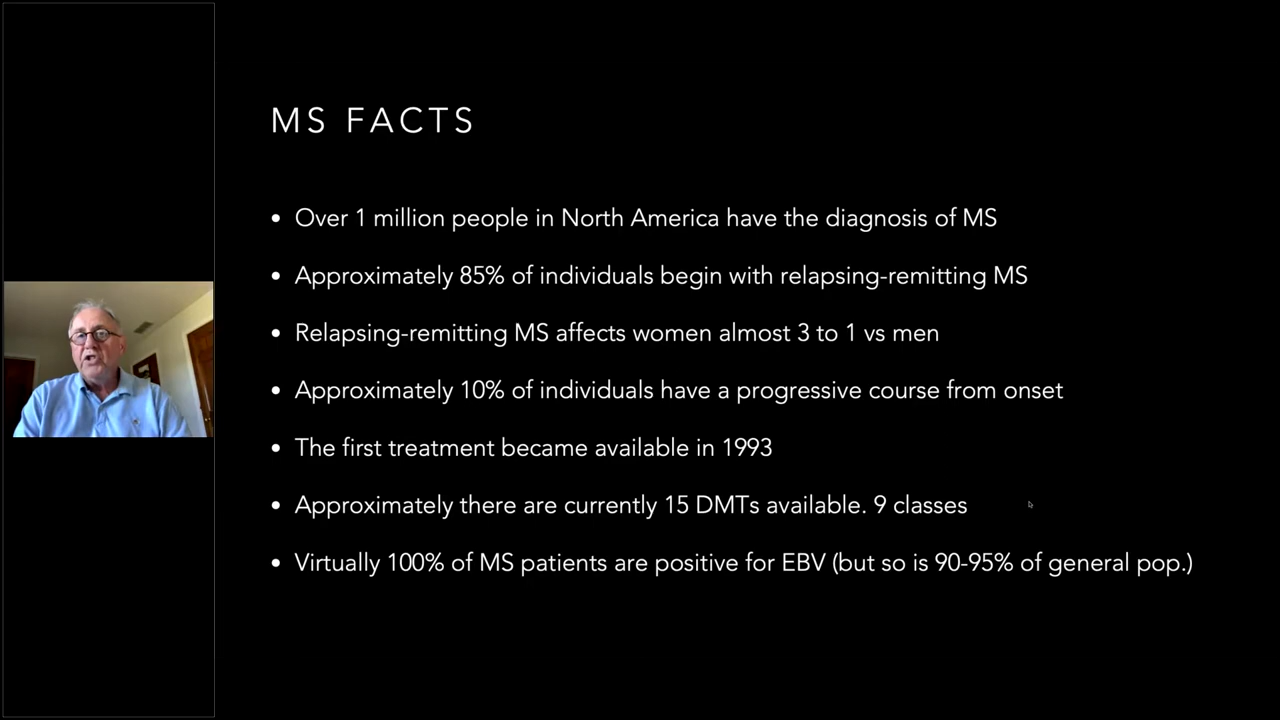 MS FACTS
• Over 1 million people in North America have the diagnosis of MS
• Approximately 85% of individuals begin with relapsing-remitting MS
• Relapsing-remitting MS affects women almost 3 to 1 vs men
• Approximately 10% of individuals have a progressive course from onset
• The first treatment became available in 1993
• Approximately there are currently 15 DMTs available. 9 classes
• Virtually 100% of MS patients are positive for EBV (but so is 90-95% of general pop.)